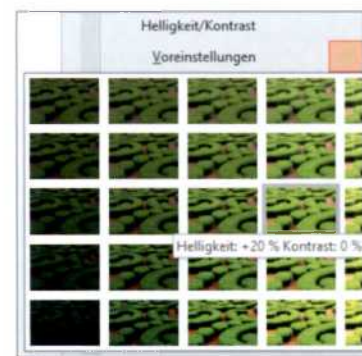 Helligkeit/Kontrast
Voreinstellungen
Helligkeit: +20 % Kontrast: 0 %